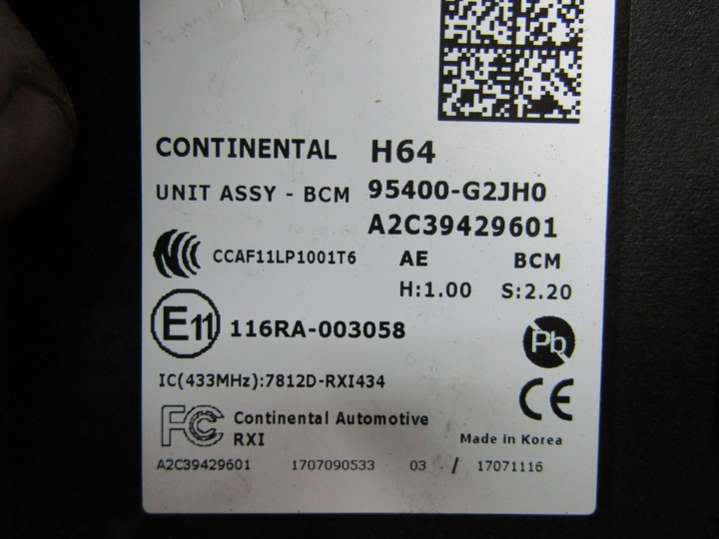 CONTINENTAL H64
UNIT ASSY - BCM 95400-G2JH0
A2C39429601
CCAF11LP1001T6 AE BCM
H:1.00 S:2.20
E11 116RA-003058
Pb
IC(433MHz):7812D-RXI434
CE
FC Continental Automotive
RXI
Made in Korea
A2C39429601 1707090533 03 / 17071116